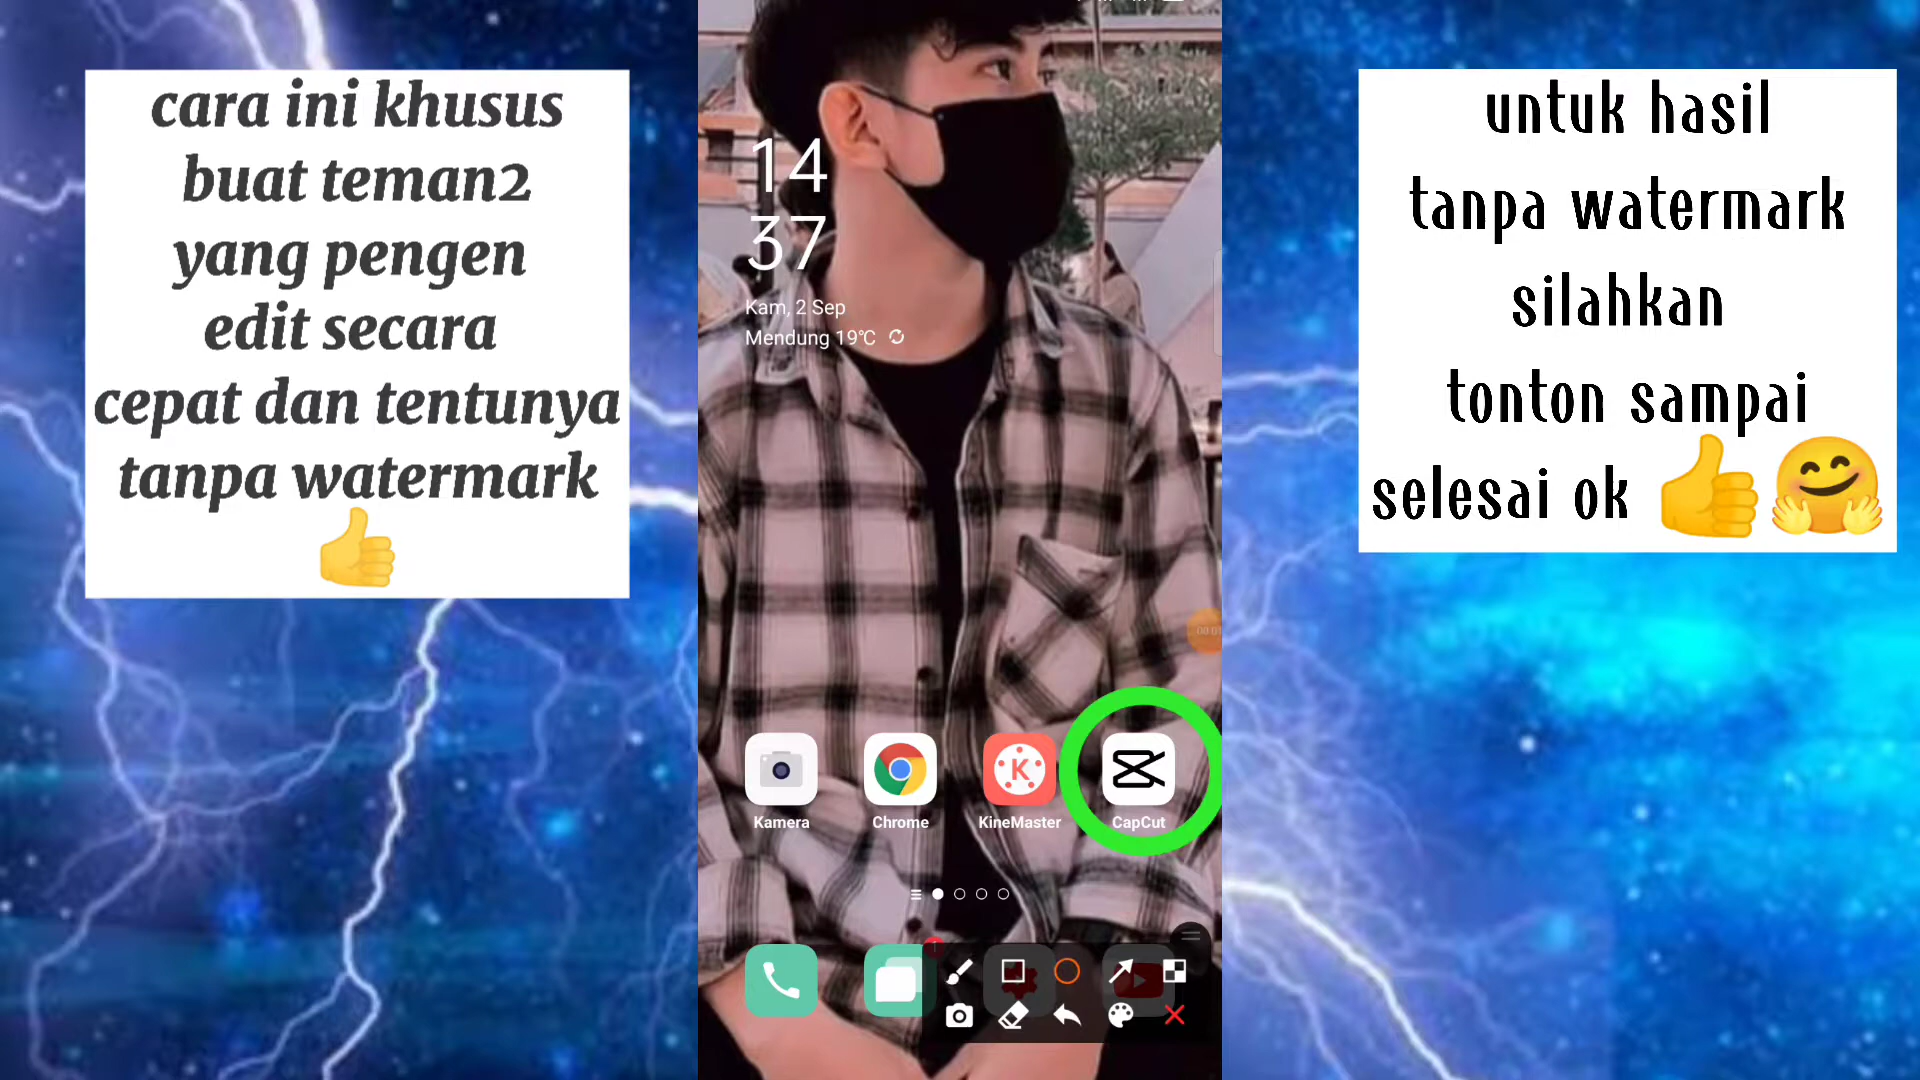 cara ini khusus
buat teman2
yang pengen
edit secara
cepat dan tentunya
tanpa watermark
👍
14
37
Kam, 2 Sep
Mendung 19℃
Kamera
Chrome
KineMaster
CapCut
untuk hasil
tanpa watermark
silahkan
tonton sampai
selesai ok 👍🤗